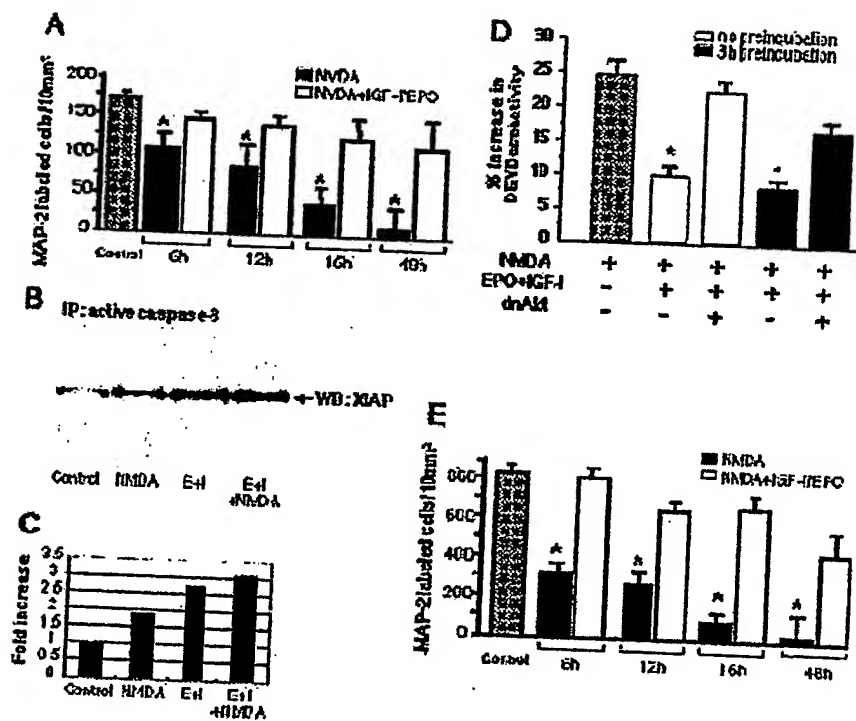 A
MAP-2 labeled cells/10mm²
200
150
100
50
0
NMDA
NMDA+IGF-I/EPO
* * * *
Control 6h 12h 16h 48h
B
IP: active caspase-3
←WB: XIAP
Control NMDA E+I E+I
+NMDA
C
Fold increase
3.5
3
2.5
2
1.5
1
0.5
0
Control NMDA E+I E+I
+NMDA
D
% Increase in
DEVD
30
25
20
15
10
5
0
no preincubation
3h preincubation
* *
NMDA + + + + +
EPO+IGF-I - + + + +
dnAkt - - + - +
E
MAP-2 labeled cells/10mm²
800
600
400
200
0
NMDA
NMDA+IGF-I/EPO
* * * *
Control 6h 12h 16h 48h